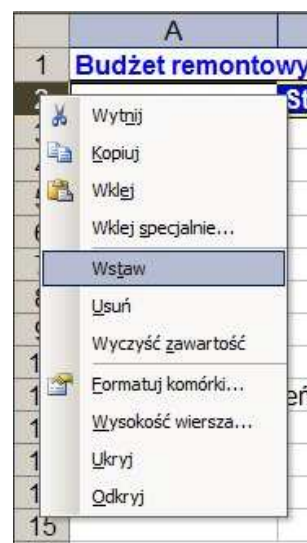 A
1 Budżet remontowy
2 St
Wytnij
Kopiuj
Wklej
Wklej specjalnie...
Wstaw
Usuń
Wyczyść zawartość
Formatuj komórki...
Wysokość wiersza...
Ukryj
Odkryj
15